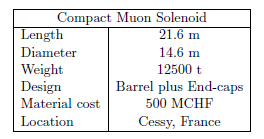 Compact Muon Solenoid
Length 21.6 m
Diameter 14.6 m
Weight 12500 t
Design Barrel plus End-caps
Material cost 500 MCHF
Location Cessy, France